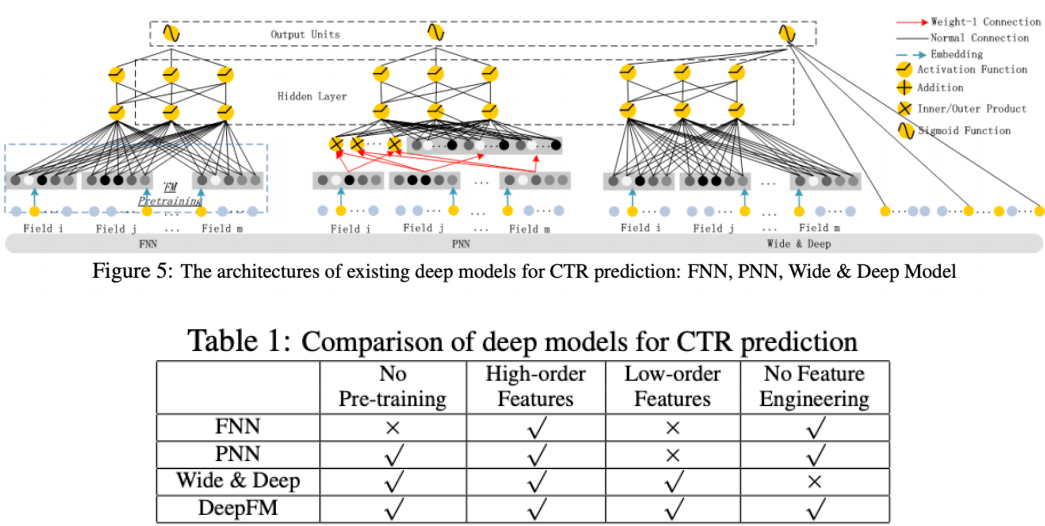 Output Units
Hidden Layer
Weight-1 Connection
Normal Connection
Embedding
Activation Function
Addition
Inner/Outer Product
Sigmoid Function
FM
Pretraining
...
...
...
Field i Field j ... Field m
Field i Field j ... Field m
Field i Field j ... Field m
FNN PNN Wide & Deep
Figure 5: The architectures of existing deep models for CTR prediction: FNN, PNN, Wide & Deep Model
Table 1: Comparison of deep models for CTR prediction
No Pre-training High-order Features Low-order Features No Feature Engineering
FNN × √ × √
PNN √ √ × √
Wide & Deep √ √ √ ×
DeepFM √ √ √ √